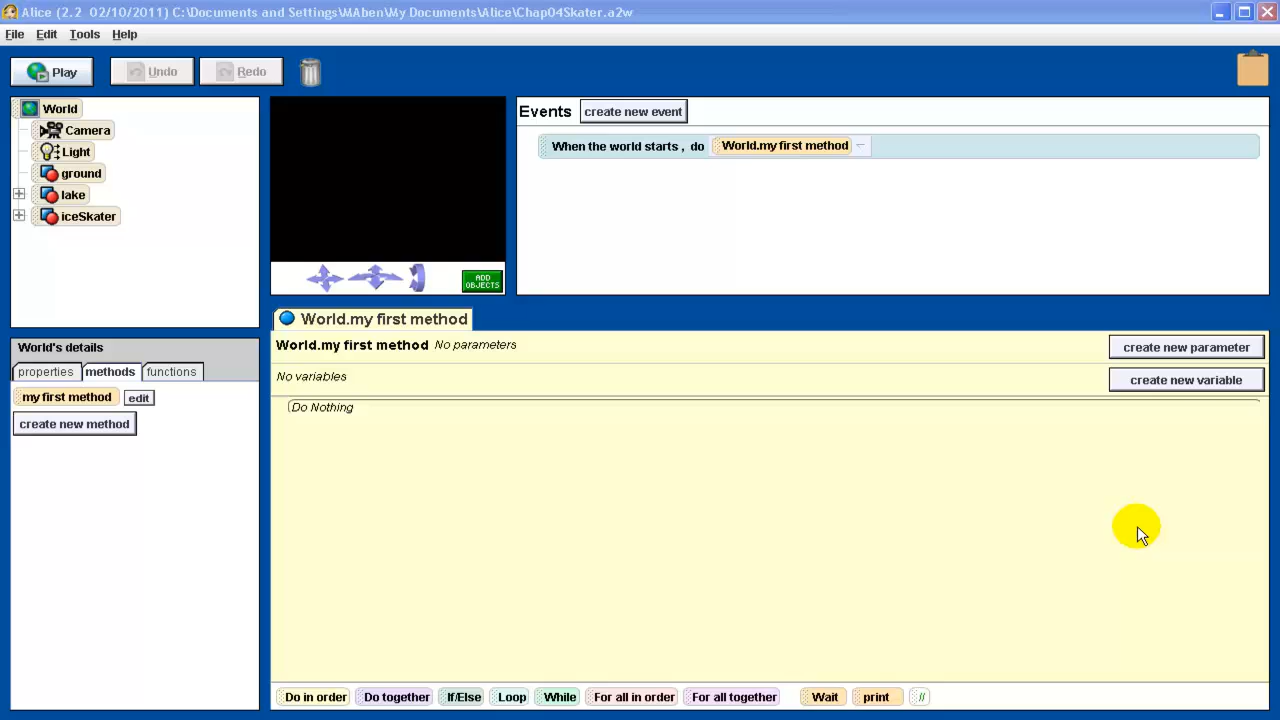 Alice (2.2 02/10/2011) C:\Documents and Settings\MAben\My Documents\Alice\Chap04Skater.a2w
File Edit Tools Help
Play Undo Redo
World
Camera
Light
ground
lake
iceSkater
ADD
OBJECTS
Events create new event
When the world starts , do World.my first method
World's details
properties methods functions
my first method edit
create new method
World.my first method
World.my first method No parameters create new parameter
No variables create new variable
Do Nothing
Do in order Do together If/Else Loop While For all in order For all together Wait print //